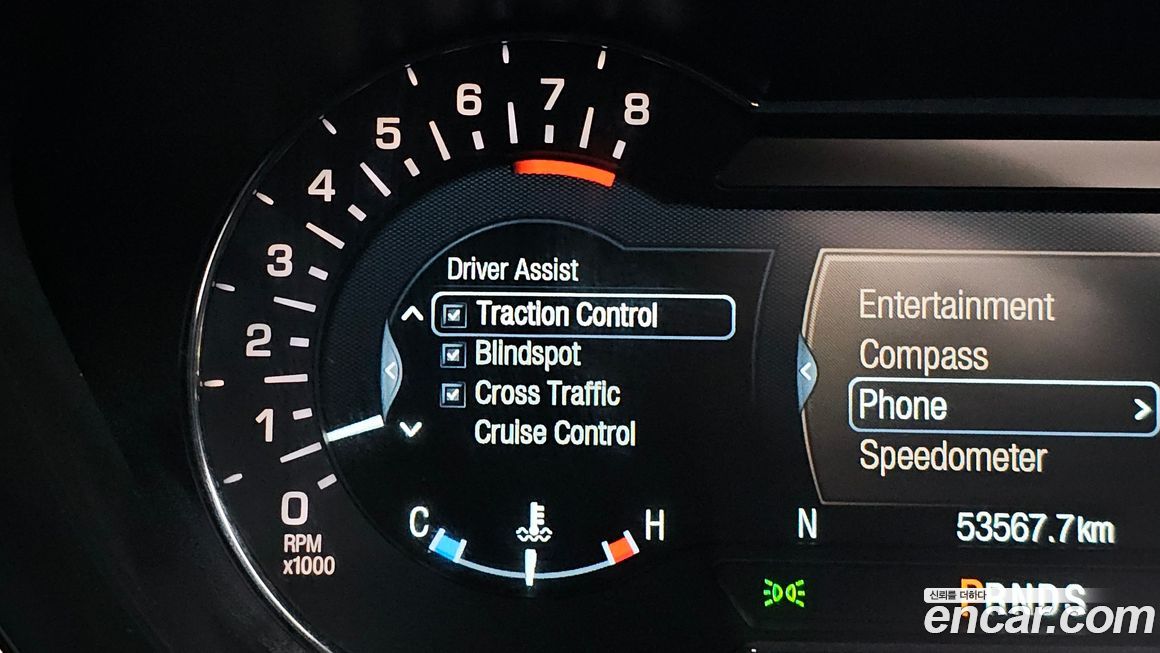 8
7
6
5
4
3
2
1
0
RPM
x1000
Driver Assist
Traction Control
Blindspot
Cross Traffic
Cruise Control
C
H
Entertainment
Compass
Phone >
Speedometer
N
53567.7km
PRNDS
신뢰를 더하다
encar.com